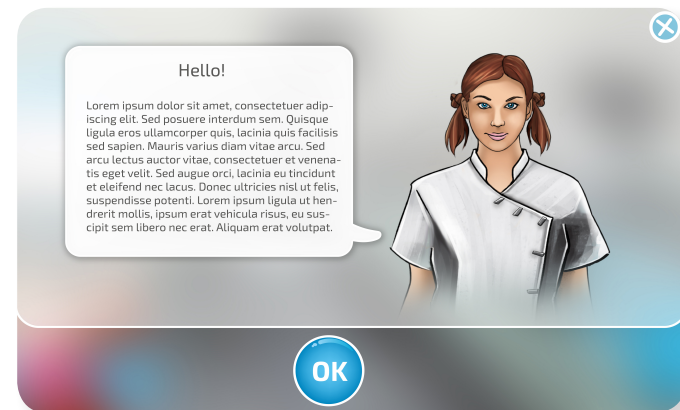 Hello!
Lorem ipsum dolor sit amet, consectetuer adip-
iscing elit. Sed posuere interdum sem. Quisque
ligula eros ullamcorper quis, lacinia quis facilisis
sed sapien. Mauris varius diam vitae arcu. Sed
arcu lectus auctor vitae, consectetuer et venena-
tis eget velit. Sed augue orci, lacinia eu tincidunt
et eleifend nec lacus. Donec ultricies nisl ut felis,
suspendisse potenti. Lorem ipsum ligula ut hen-
drerit mollis, ipsum erat vehicula risus, eu sus-
cipit sem libero nec erat. Aliquam erat volutpat.
OK